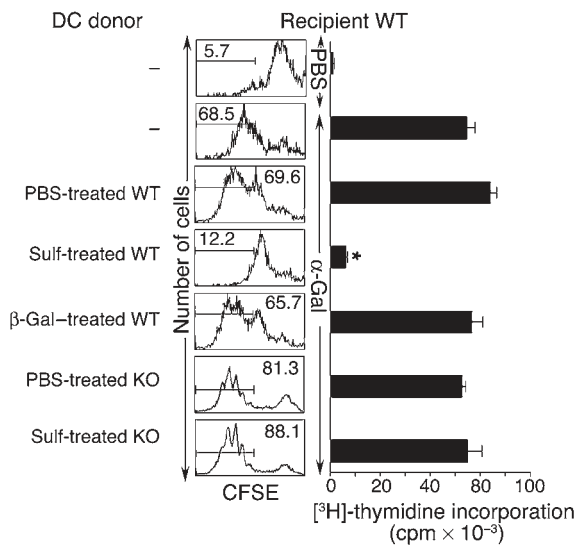 DC donor Recipient WT
– 5.7 PBS
– 68.5
PBS-treated WT 69.6
Sulf-treated WT 12.2 *
β-Gal–treated WT 65.7
PBS-treated KO 81.3
Sulf-treated KO 88.1
Number of cells
α-Gal
CFSE
0 20 40 60 80 100
[³H]-thymidine incorporation
(cpm × 10⁻³)